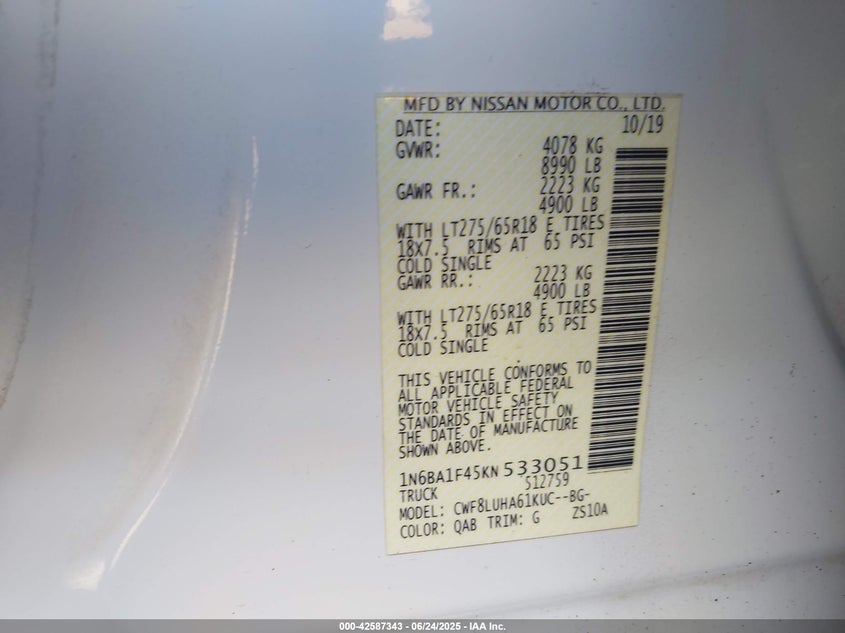 MFD BY NISSAN MOTOR CO., LTD.
DATE: 10/19
GVWR: 4078 KG
8990 LB
GAWR FR.: 2223 KG
4900 LB
WITH LT275/65R18 E TIRES
18X7.5 RIMS AT 65 PSI
COLD SINGLE
GAWR RR.: 2223 KG
4900 LB
WITH LT275/65R18 E TIRES
18X7.5 RIMS AT 65 PSI
COLD SINGLE
THIS VEHICLE CONFORMS TO
ALL APPLICABLE FEDERAL
MOTOR VEHICLE SAFETY
STANDARDS IN EFFECT ON
THE DATE OF MANUFACTURE
SHOWN ABOVE.
1N6BA1F45KN533051
TRUCK 512759
MODEL: CWF8LUHA61KUC--BG-
COLOR: QAB TRIM: G ZS10A
000-42587343 - 06/24/2025 - IAA Inc.